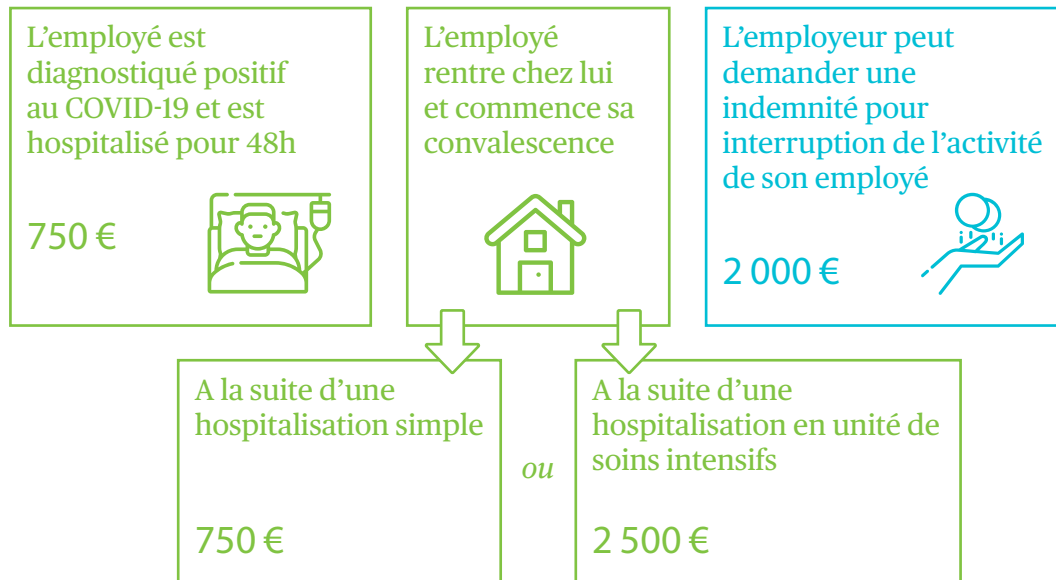 L’employé est
diagnostiqué positif
au COVID-19 et est
hospitalisé pour 48h
750 €
L’employé
rentre chez lui
et commence sa
convalescence
L’employeur peut
demander une
indemnité pour
interruption de l’activité
de son employé
2 000 €
A la suite d’une
hospitalisation simple
750 €
ou
A la suite d’une
hospitalisation en unité de
soins intensifs
2 500 €